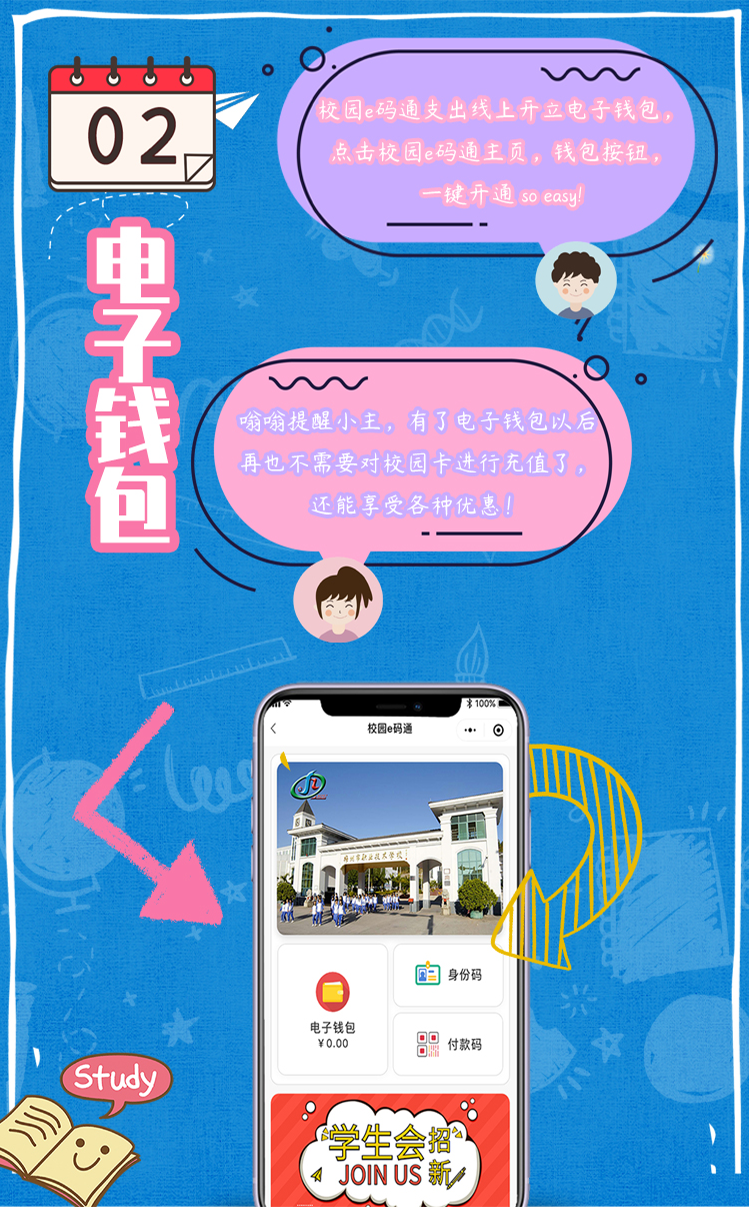 02
电子钱包
校园e码通支出线上开立电子钱包，
点击校园e码通主页，钱包按钮，
一键开通 so easy!
嗡嗡提醒小主，有了电子钱包以后
再也不需要对校园卡进行充值了，
还能享受各种优惠！
100%
校园e码通
电子钱包
￥0.00
身份码
付款码
学生会招新
JOIN US
Study